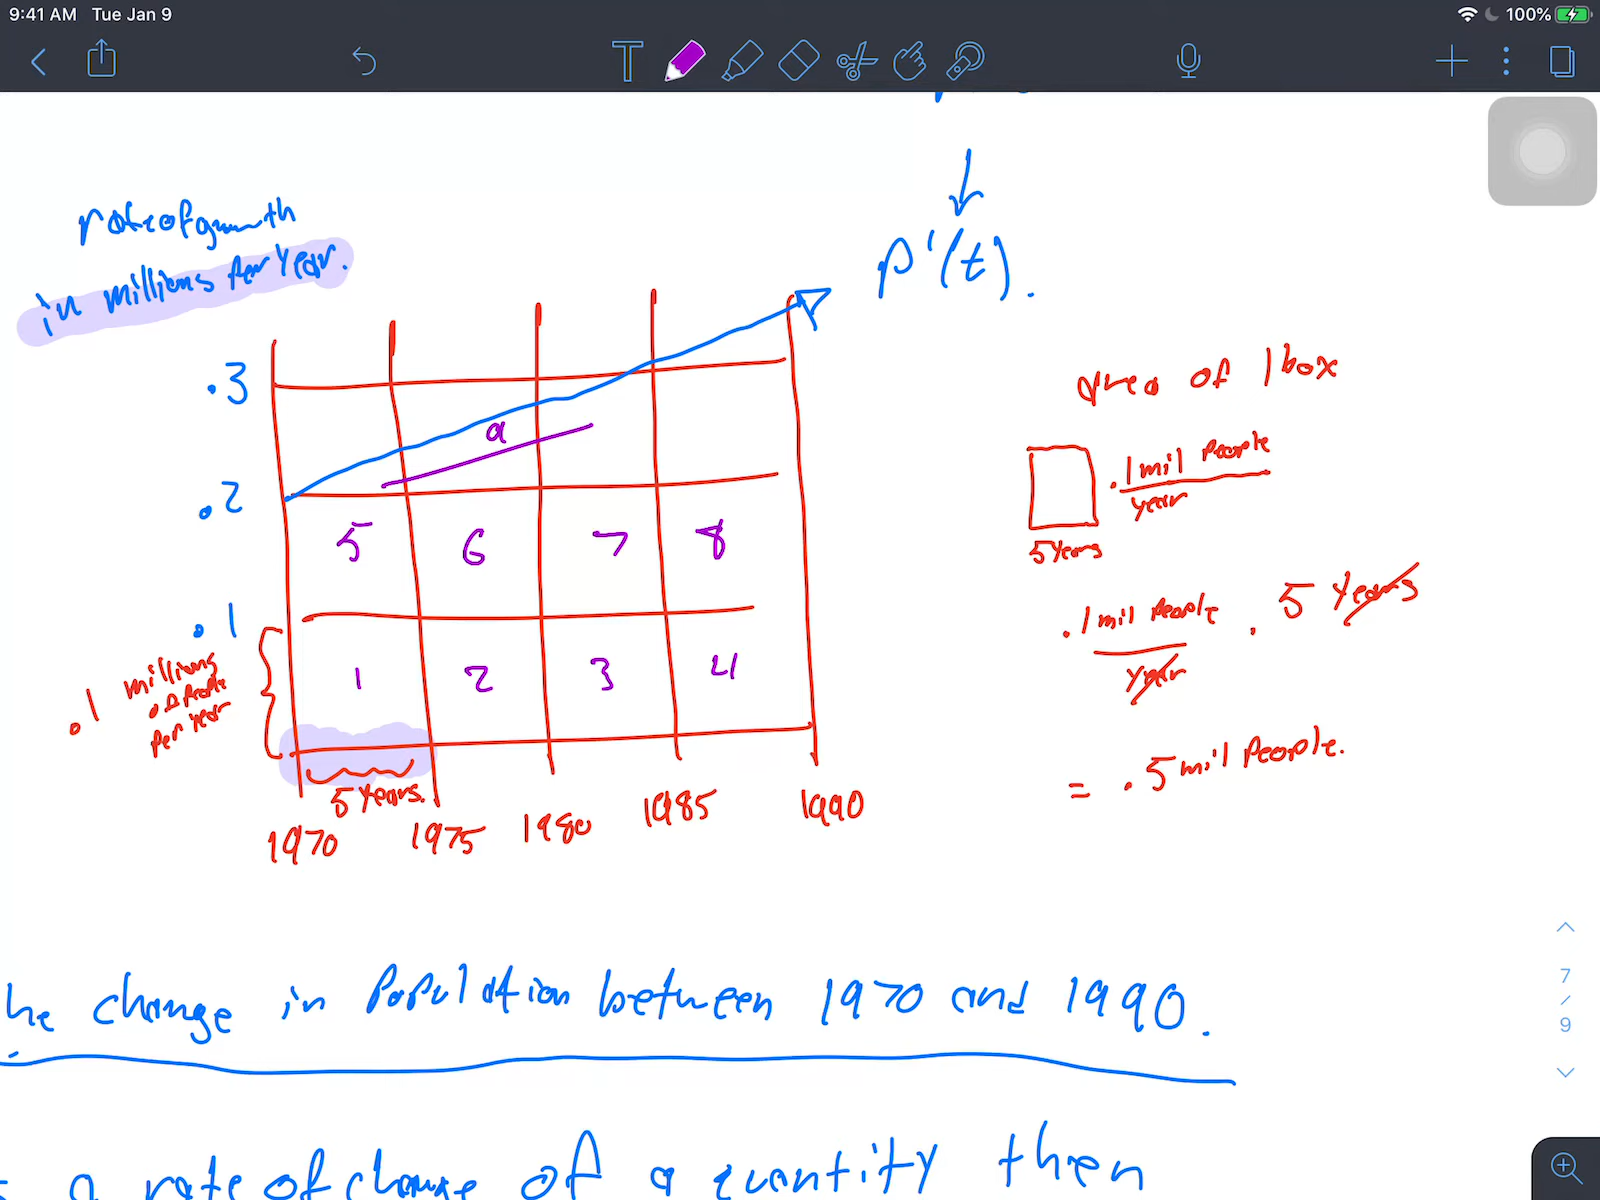 9:41 AM Tue Jan 9
100%
rate of growth
in millions per year.
p'(t).
.3
.2
.1
a
5 6 7 8
1 2 3 4
.1 millions
of people
per year
5 years.
1970 1975 1980 1985 1990
area of 1 box
.1 mil people
year
5 years
.1 mil people
year
. 5 years
= .5 mil people.
he change in population between 1970 and 1990.
a rate of change of a quantity then
7
/
9